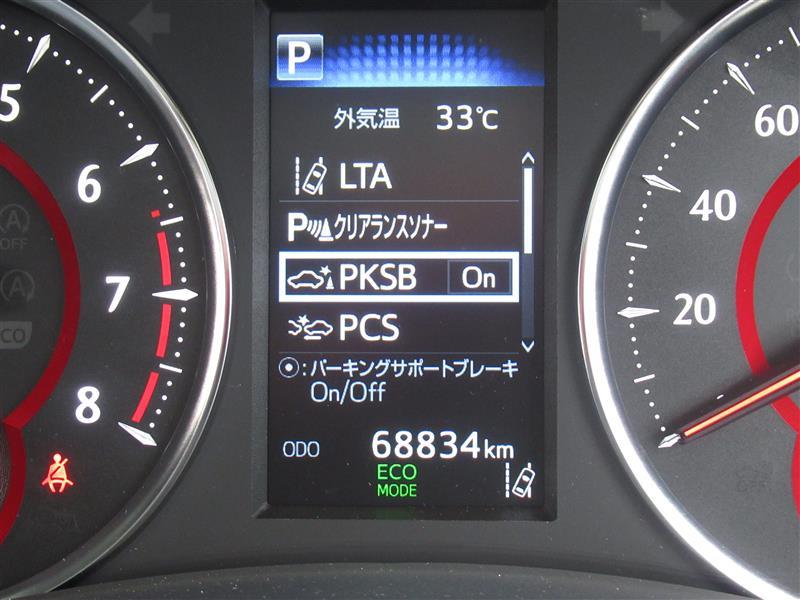 P
外気温 33℃
LTA
P クリアランスソナー
PKSB On
PCS
⦿:パーキングサポートブレーキ
On/Off
ODO 68834km
ECO
MODE
5
6
7
8
A
OFF
A
ECO
60
40
20